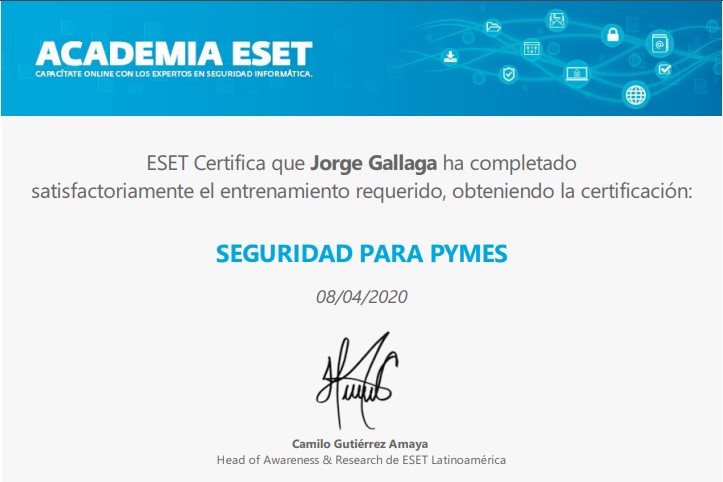 ACADEMIA ESET
CAPACÍTATE ONLINE CON LOS EXPERTOS EN SEGURIDAD INFORMÁTICA.
ESET Certifica que Jorge Gallaga ha completado
satisfactoriamente el entrenamiento requerido, obteniendo la certificación:
SEGURIDAD PARA PYMES
08/04/2020
Camilo Gutiérrez Amaya
Head of Awareness & Research de ESET Latinoamérica